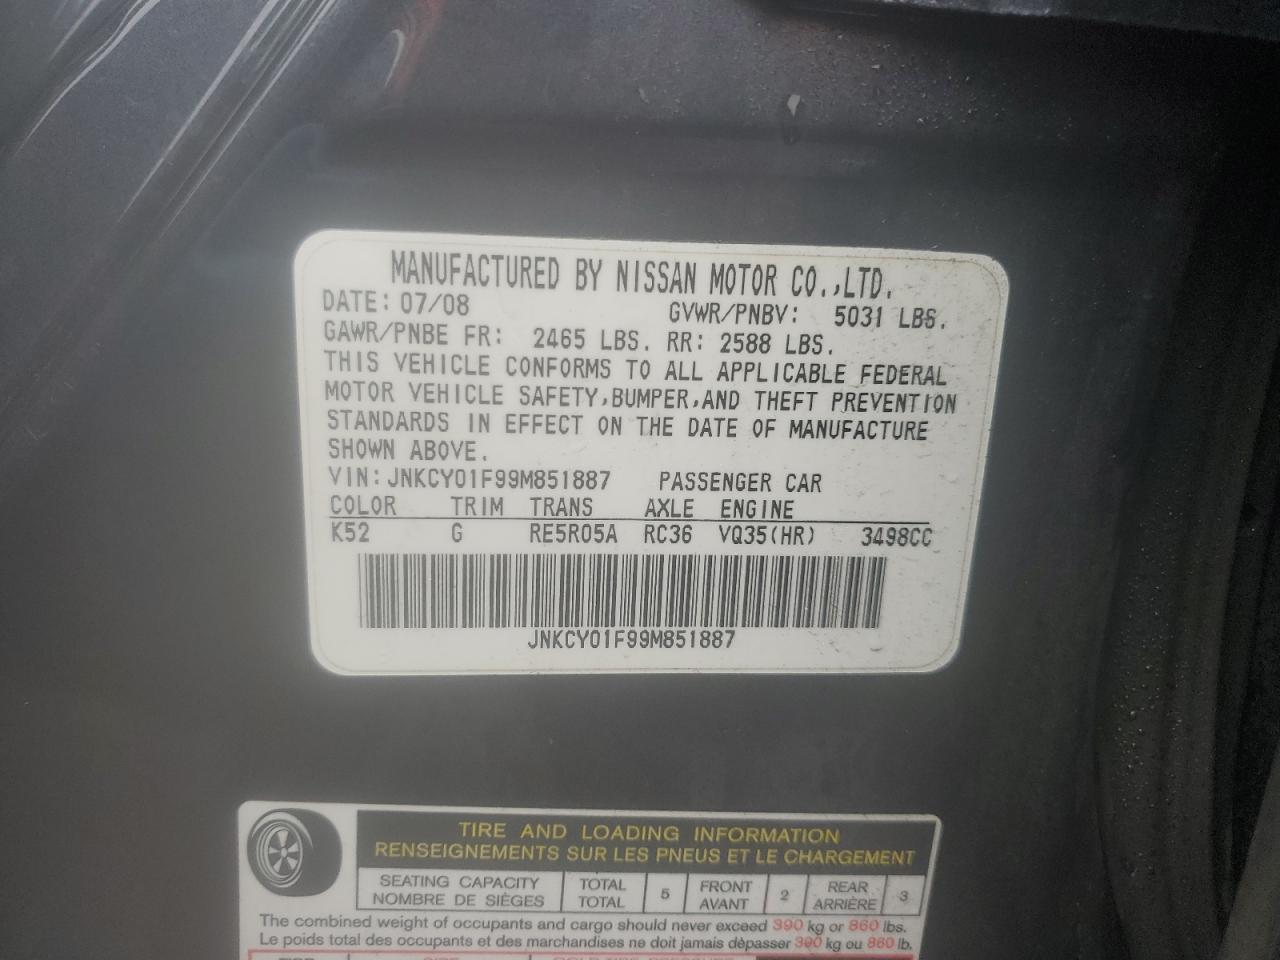 MANUFACTURED BY NISSAN MOTOR CO.,LTD.
DATE: 07/08 GVWR/PNBV: 5031 LBS.
GAWR/PNBE FR: 2465 LBS. RR: 2588 LBS.
THIS VEHICLE CONFORMS TO ALL APPLICABLE FEDERAL
MOTOR VEHICLE SAFETY,BUMPER,AND THEFT PREVENTION
STANDARDS IN EFFECT ON THE DATE OF MANUFACTURE
SHOWN ABOVE.
VIN:JNKCY01F99M851887 PASSENGER CAR
COLOR TRIM TRANS AXLE ENGINE
K52 G RE5R05A RC36 VQ35(HR) 3498CC
JNKCY01F99M851887
TIRE AND LOADING INFORMATION
RENSEIGNEMENTS SUR LES PNEUS ET LE CHARGEMENT
SEATING CAPACITY TOTAL 5 FRONT 2 REAR 3
NOMBRE DE SIÈGES TOTAL AVANT ARRIÈRE
The combined weight of occupants and cargo should never exceed 390 kg or 860 lbs.
Le poids total des occupants et des marchandises ne doit jamais dépasser 390 kg ou 860 lb.